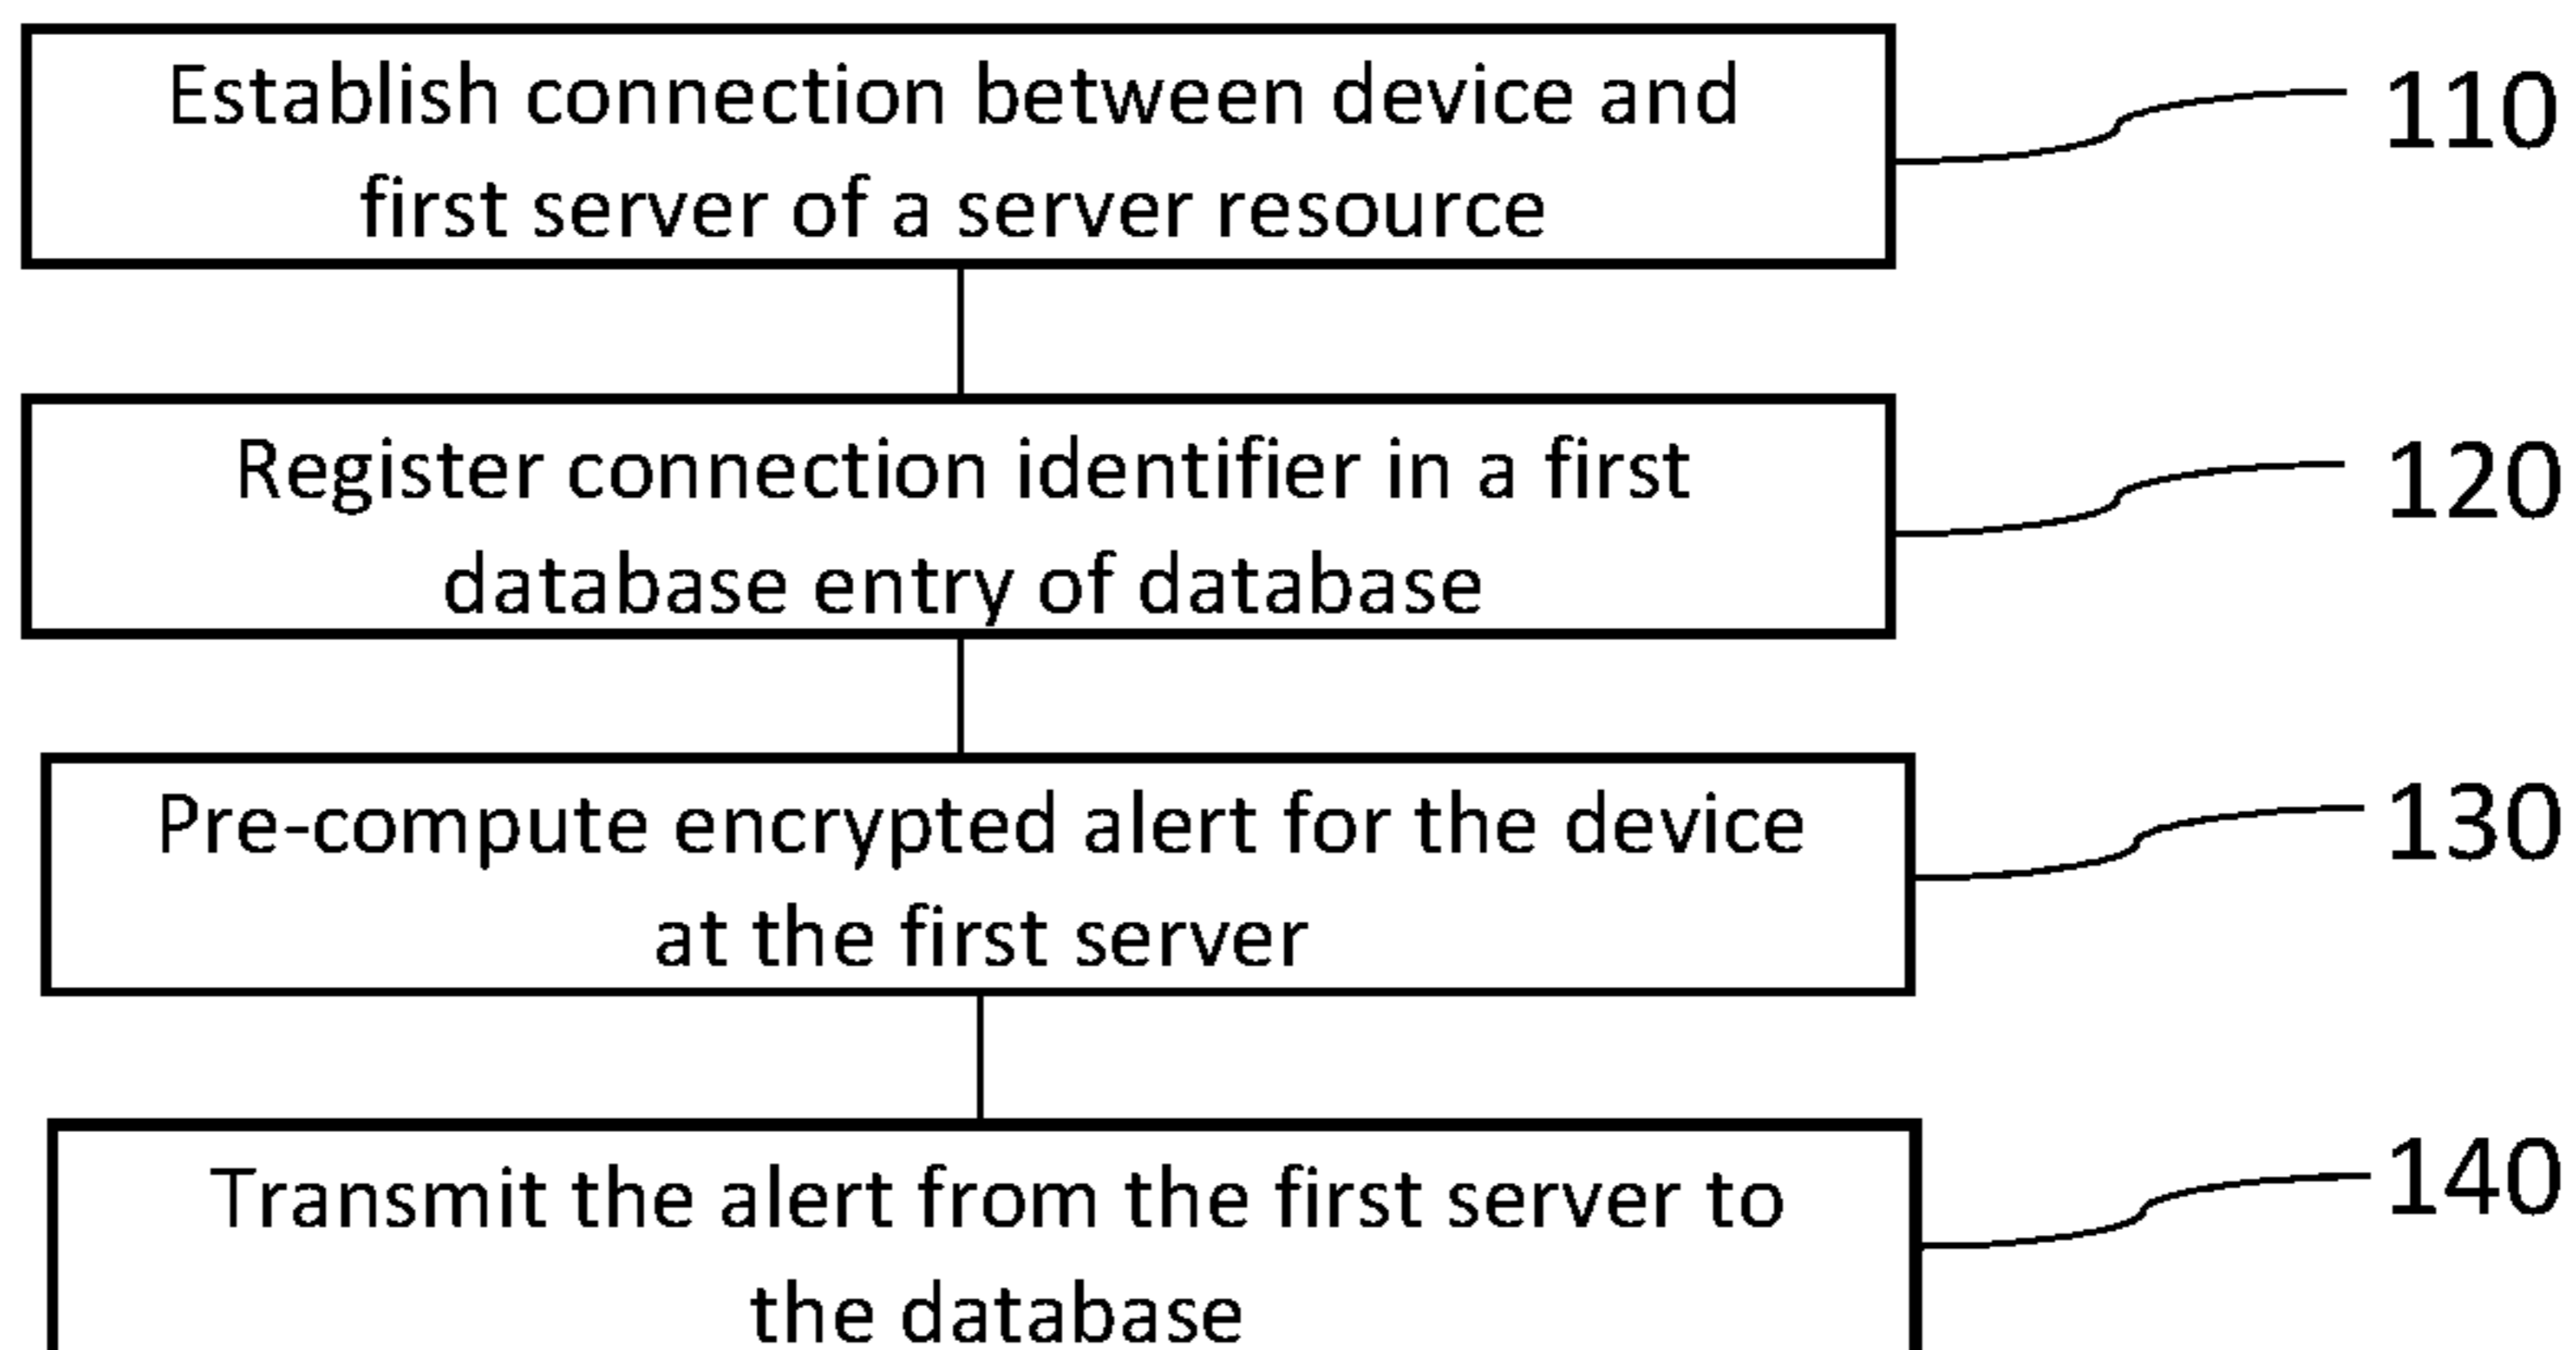 Establish connection between device and
first server of a server resource
110
Register connection identifier in a first
database entry of database
120
Pre-compute encrypted alert for the device
at the first server
130
Transmit the alert from the first server to
the database
140